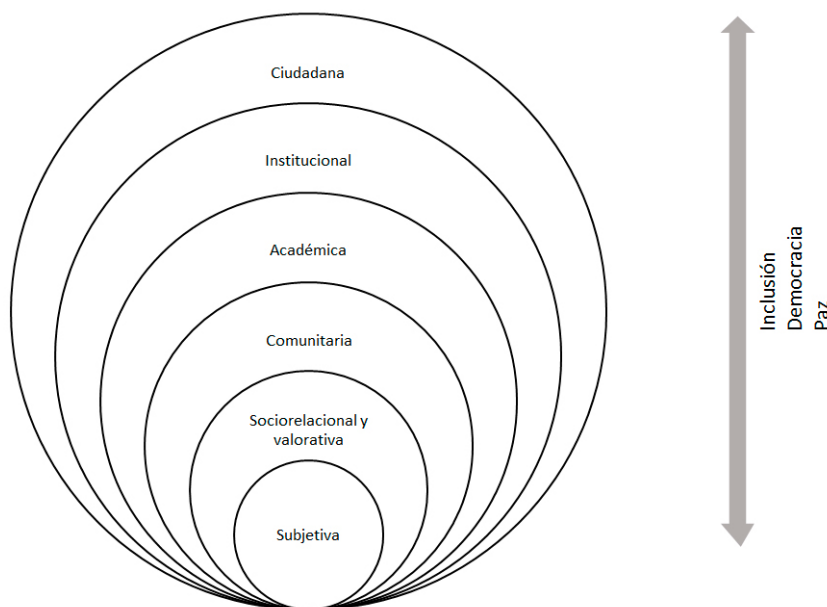 Ciudadana
Institucional
Académica
Comunitaria
Sociorelacional y
valorativa
Subjetiva
Inclusión
Democracia
Paz